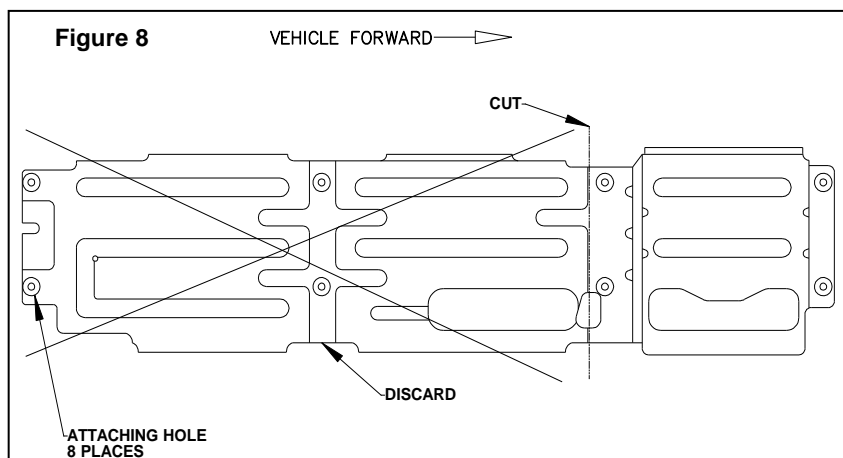 Figure 8
VEHICLE FORWARD
CUT
DISCARD
ATTACHING HOLE
8 PLACES